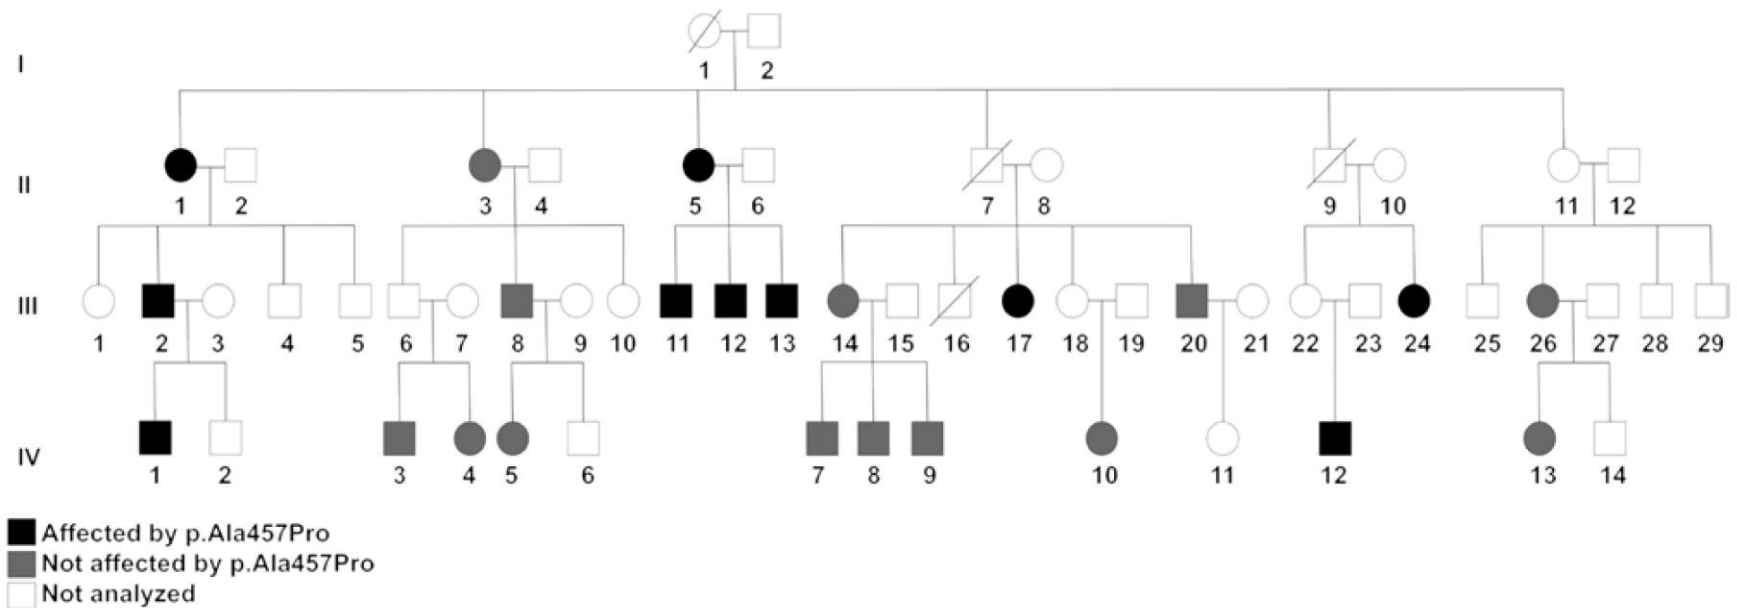 I
1 2
II
1 2 3 4 5 6 7 8 9 10 11 12
III
1 2 3 4 5 6 7 8 9 10 11 12 13 14 15 16 17 18 19 20 21 22 23 24 25 26 27 28 29
IV
1 2 3 4 5 6 7 8 9 10 11 12 13 14
Affected by p.Ala457Pro
Not affected by p.Ala457Pro
Not analyzed